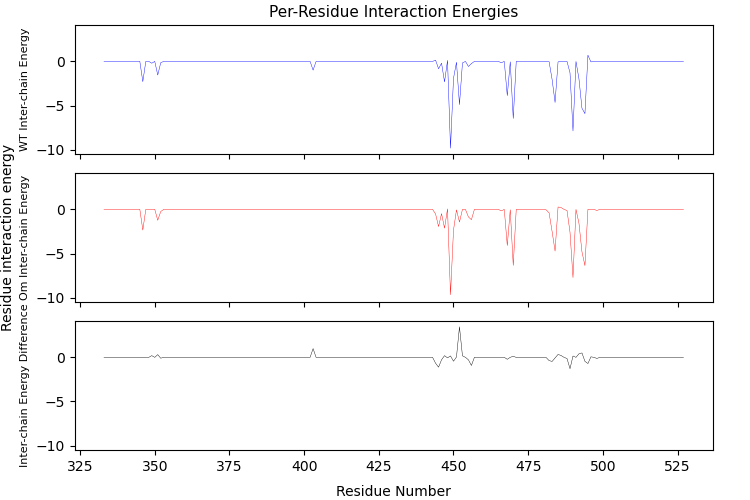 Per-Residue Interaction Energies
Residue interaction energy
WT Inter-chain Energy
0
−5
−10
Om Inter-chain Energy
0
−5
−10
Inter-chain Energy Difference
0
−5
−10
325 350 375 400 425 450 475 500 525
Residue Number